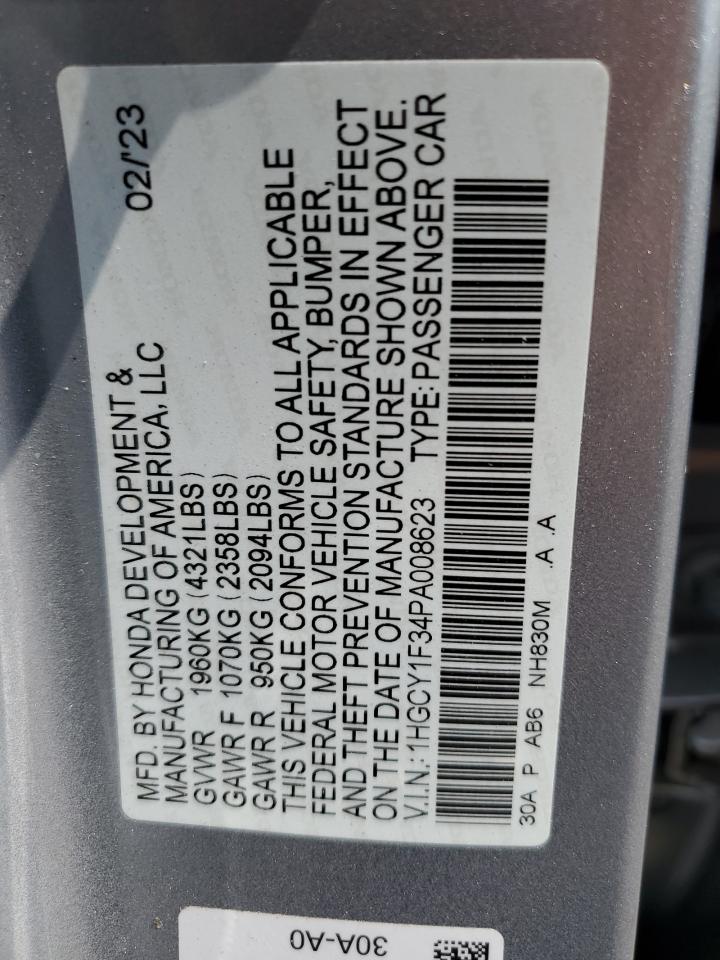 MFD. BY HONDA DEVELOPMENT &
MANUFACTURING OF AMERICA, LLC 02/'23
GVWR 1960KG (4321LBS)
GAWR F 1070KG (2358LBS)
GAWR R 950KG (2094LBS)
THIS VEHICLE CONFORMS TO ALL APPLICABLE
FEDERAL MOTOR VEHICLE SAFETY, BUMPER,
AND THEFT PREVENTION STANDARDS IN EFFECT
ON THE DATE OF MANUFACTURE SHOWN ABOVE.
V.I.N.: 1HGCY1F34PA008623 TYPE: PASSENGER CAR
30A P AB6 NH830M .A .A
30A-A0